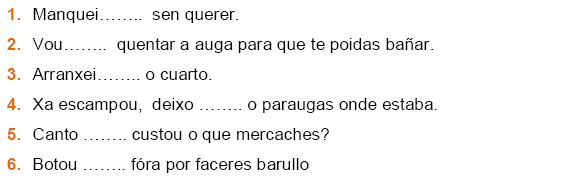 1. Manquei........ sen querer.
2. Vou........ quentar a auga para que te poidas bañar.
3. Arranxei........ o cuarto.
4. Xa escampou, deixo ........ o paraugas onde estaba.
5. Canto ........ custou o que mercaches?
6. Botou ........ fóra por faceres barullo